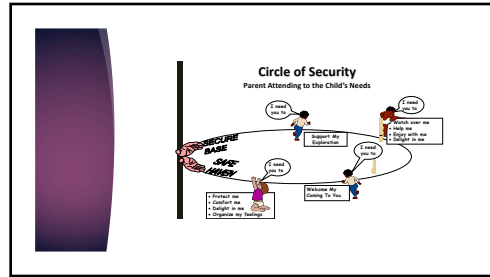 Circle of Security
Parent Attending to the Child's Needs
I need
you to
I need
you to
• Watch over me
• Help me
• Enjoy with me
• Delight in me
SECURE
BASE
Support My
Exploration
SAFE
HAVEN
I need
you to
I need
you to
Welcome My
Coming To You
• Protect me
• Comfort me
• Delight in me
• Organize my feelings